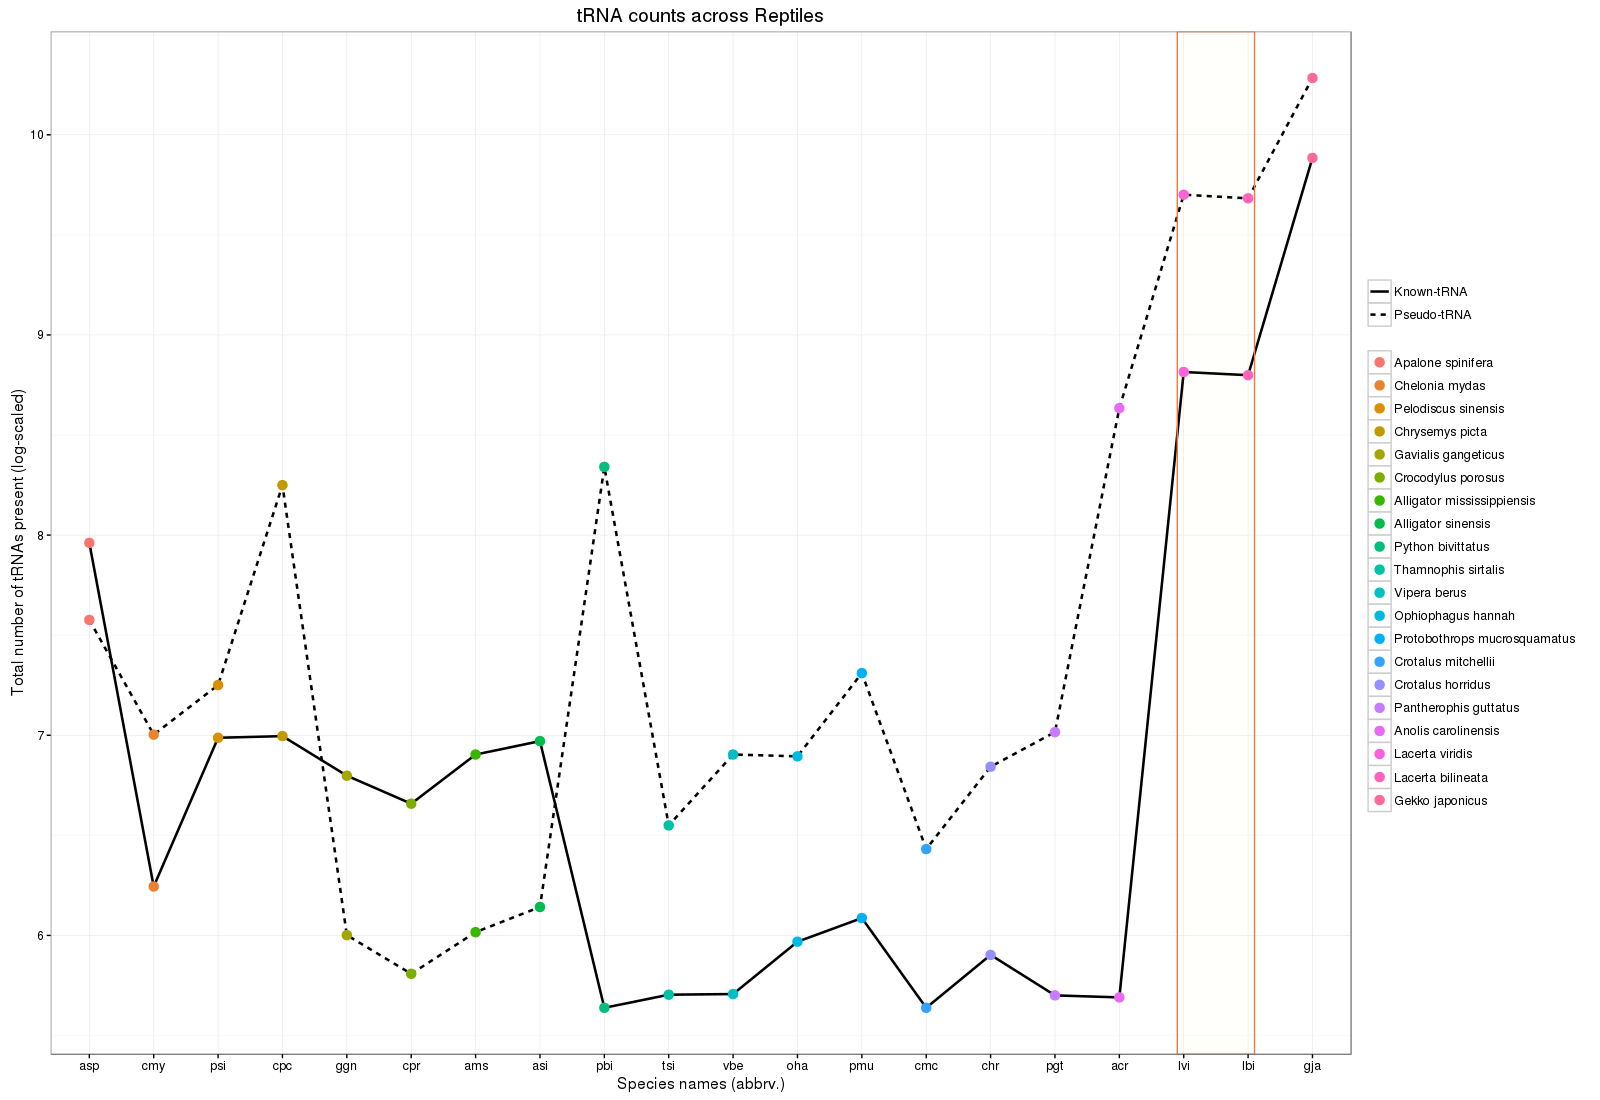 tRNA counts across Reptiles
Total number of tRNAs present (log-scaled)
10
9
8
7
6
asp cmy psi cpc ggn cpr ams asi pbi tsi vbe oha pmu cmc chr pgt acr lvi lbi gja
Species names (abbrv.)
Known-tRNA
Pseudo-tRNA
Apalone spinifera
Chelonia mydas
Pelodiscus sinensis
Chrysemys picta
Gavialis gangeticus
Crocodylus porosus
Alligator mississippiensis
Alligator sinensis
Python bivittatus
Thamnophis sirtalis
Vipera berus
Ophiophagus hannah
Protobothrops mucrosquamatus
Crotalus mitchellii
Crotalus horridus
Pantherophis guttatus
Anolis carolinensis
Lacerta viridis
Lacerta bilineata
Gekko japonicus